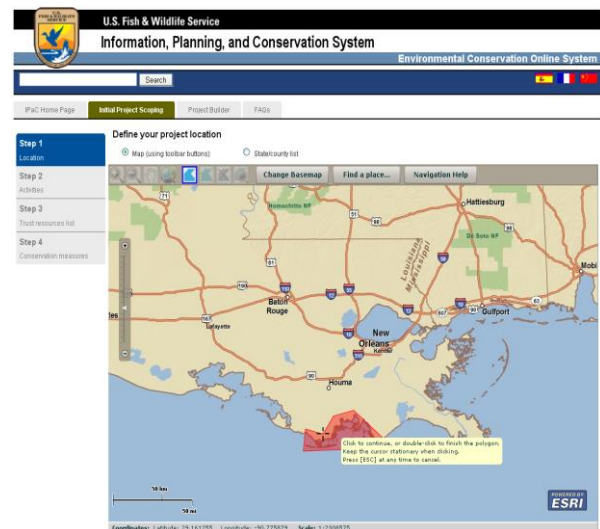 U.S. Fish & Wildlife Service
Information, Planning, and Conservation System
Environmental Conservation Online System
Search
IPaC Home Page
Initial Project Scoping
Project Builder
FAQs
Step 1
Location
Step 2
Activities
Step 3
Trust resources list
Step 4
Conservation measures
Define your project location
Map (using toolbar buttons)
State/county list
Change Basemap
Find a place...
Navigation Help
Homochitto NF
Hattiesburg
De Soto NF
Louisiana
Mississippi
Mobi
Baton
Rouge
Gulfport
Lafayette
New
Orleans
Kenner
Houma
Click to continue, or double-click to finish the polygon.
Keep the cursor stationary when clicking.
Press [ESC] at any time to cancel.
50 km
50 mi
POWERED BY
ESRI